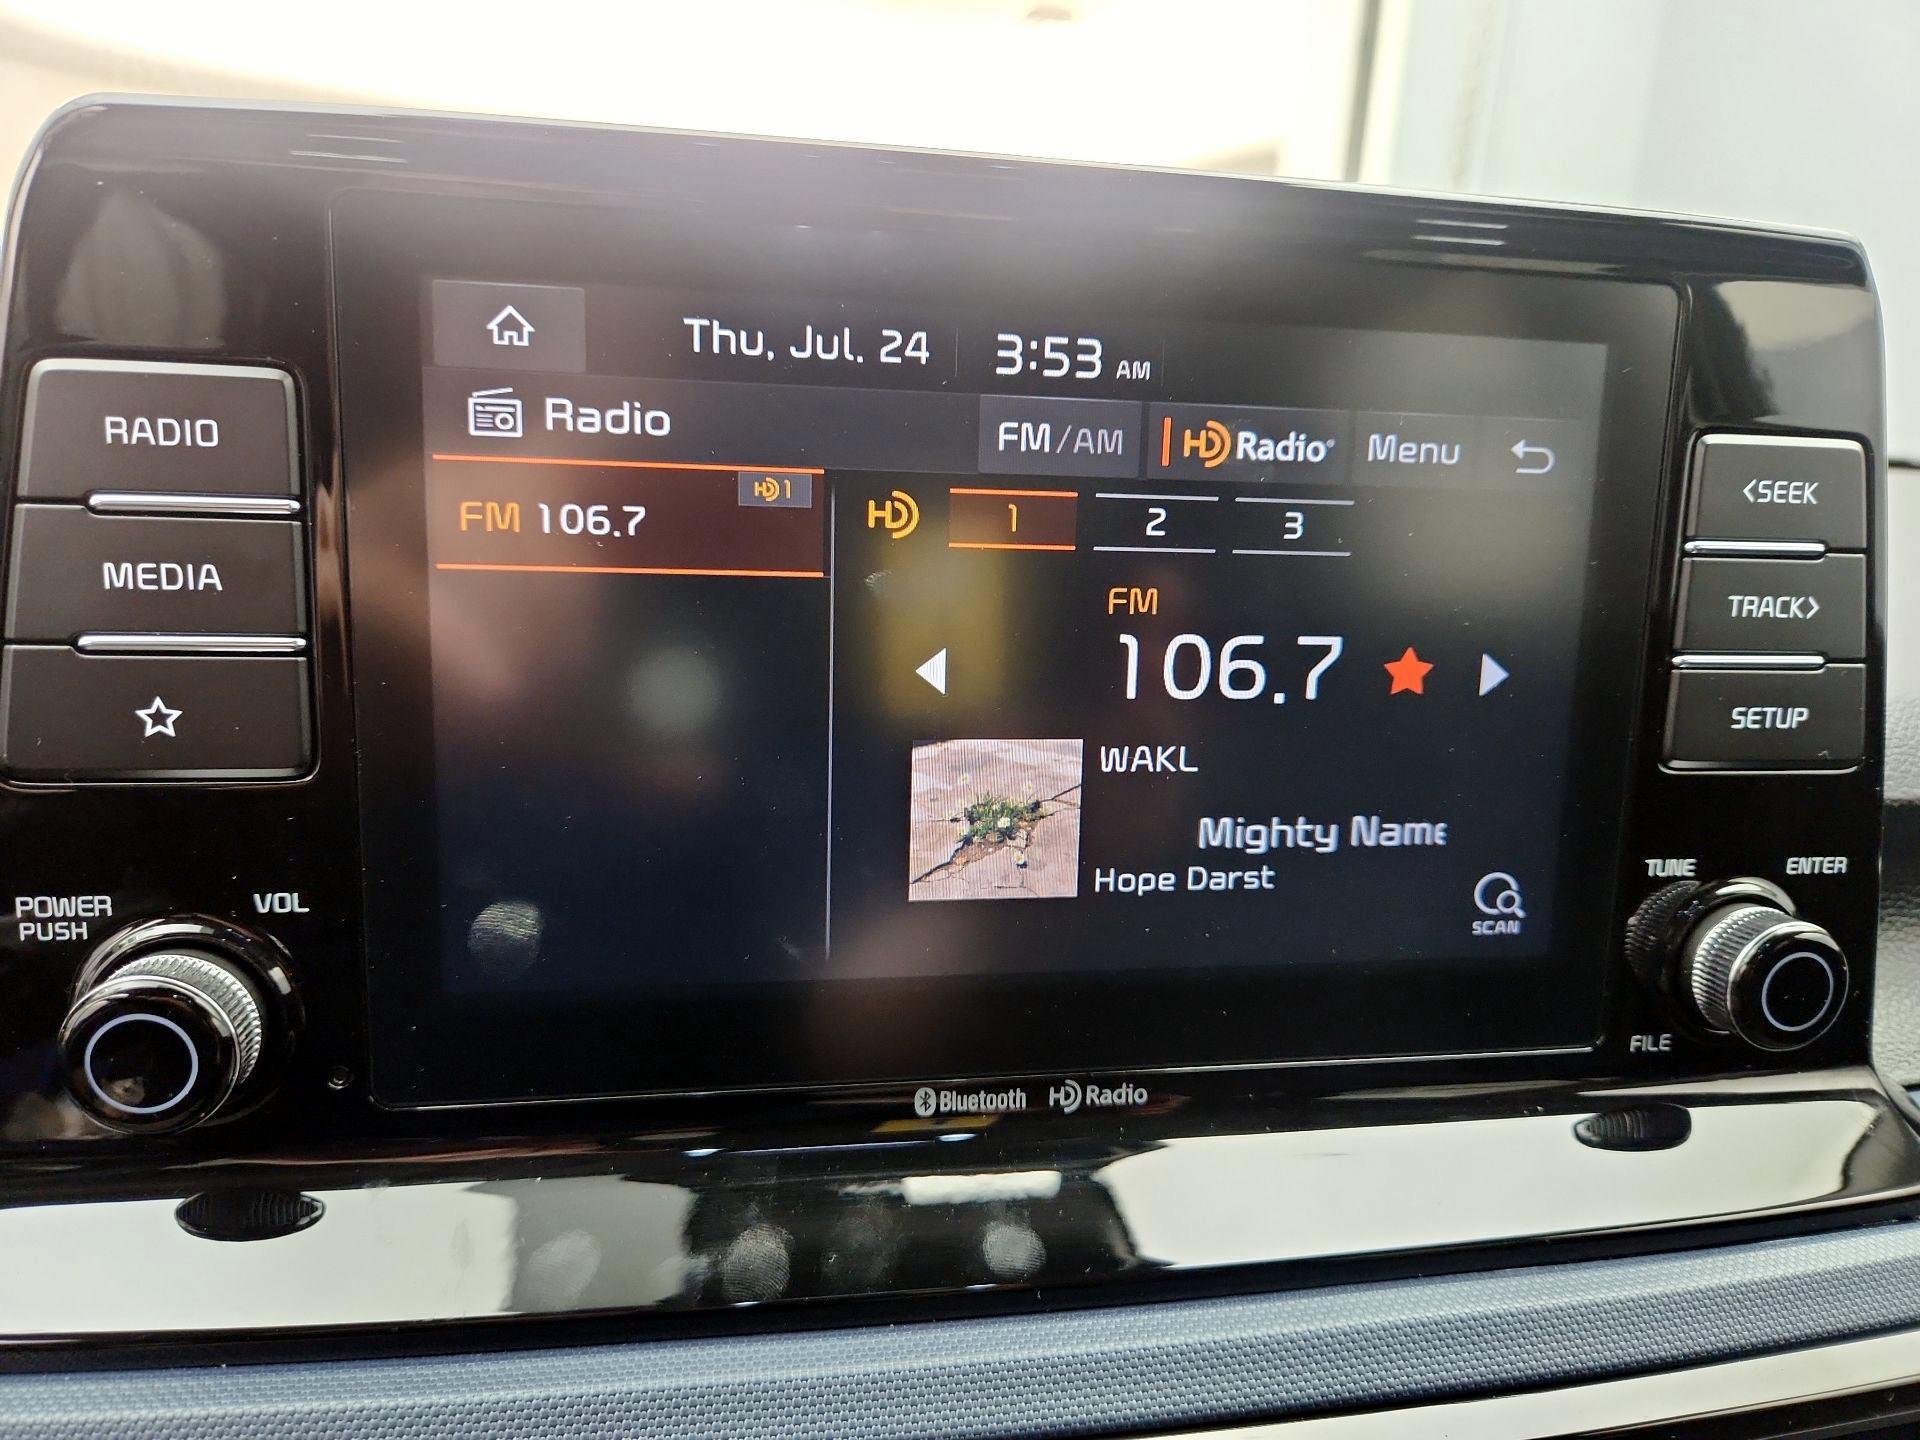 Thu, Jul. 24 3:53 AM
Radio FM/AM HD Radio® Menu
FM 106.7 HD 1
HD 1 2 3
FM
106.7
WAKL
Mighty Name
Hope Darst
SCAN
RADIO
MEDIA
POWER
PUSH
VOL
<SEEK
TRACK>
SETUP
TUNE
ENTER
FILE
Bluetooth HD Radio